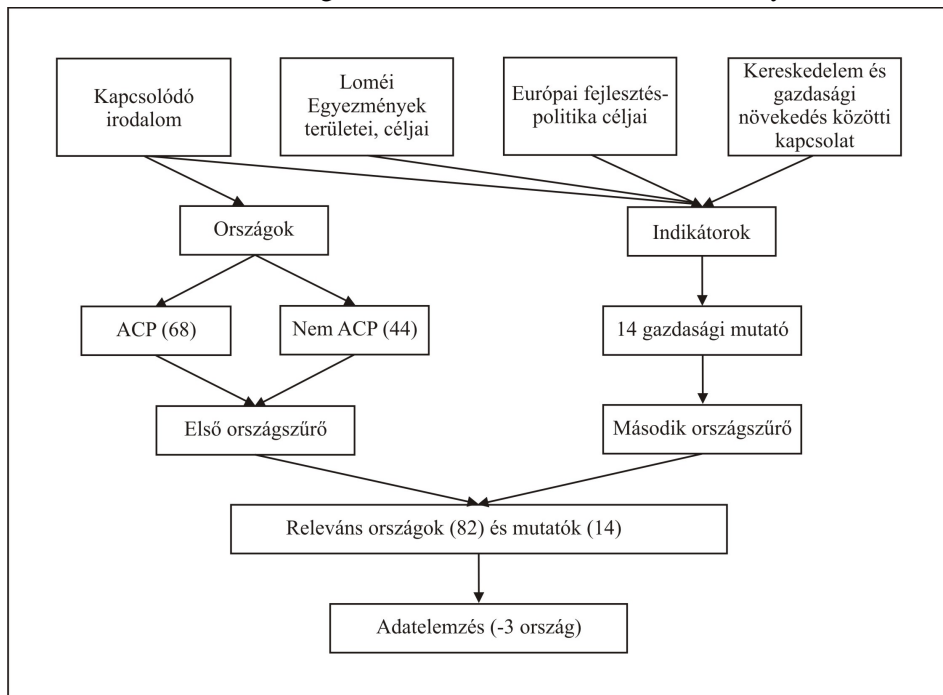 Kapcsolódó
irodalom
Loméi
Egyezmények
területei, céljai
Európai fejlesztés-
politika céljai
Kereskedelem és
gazdasági
növekedés közötti
kapcsolat
Országok
Indikátorok
ACP (68)
Nem ACP (44)
14 gazdasági mutató
Első országszűrő
Második országszűrő
Releváns országok (82) és mutatók (14)
Adatelemzés (-3 ország)